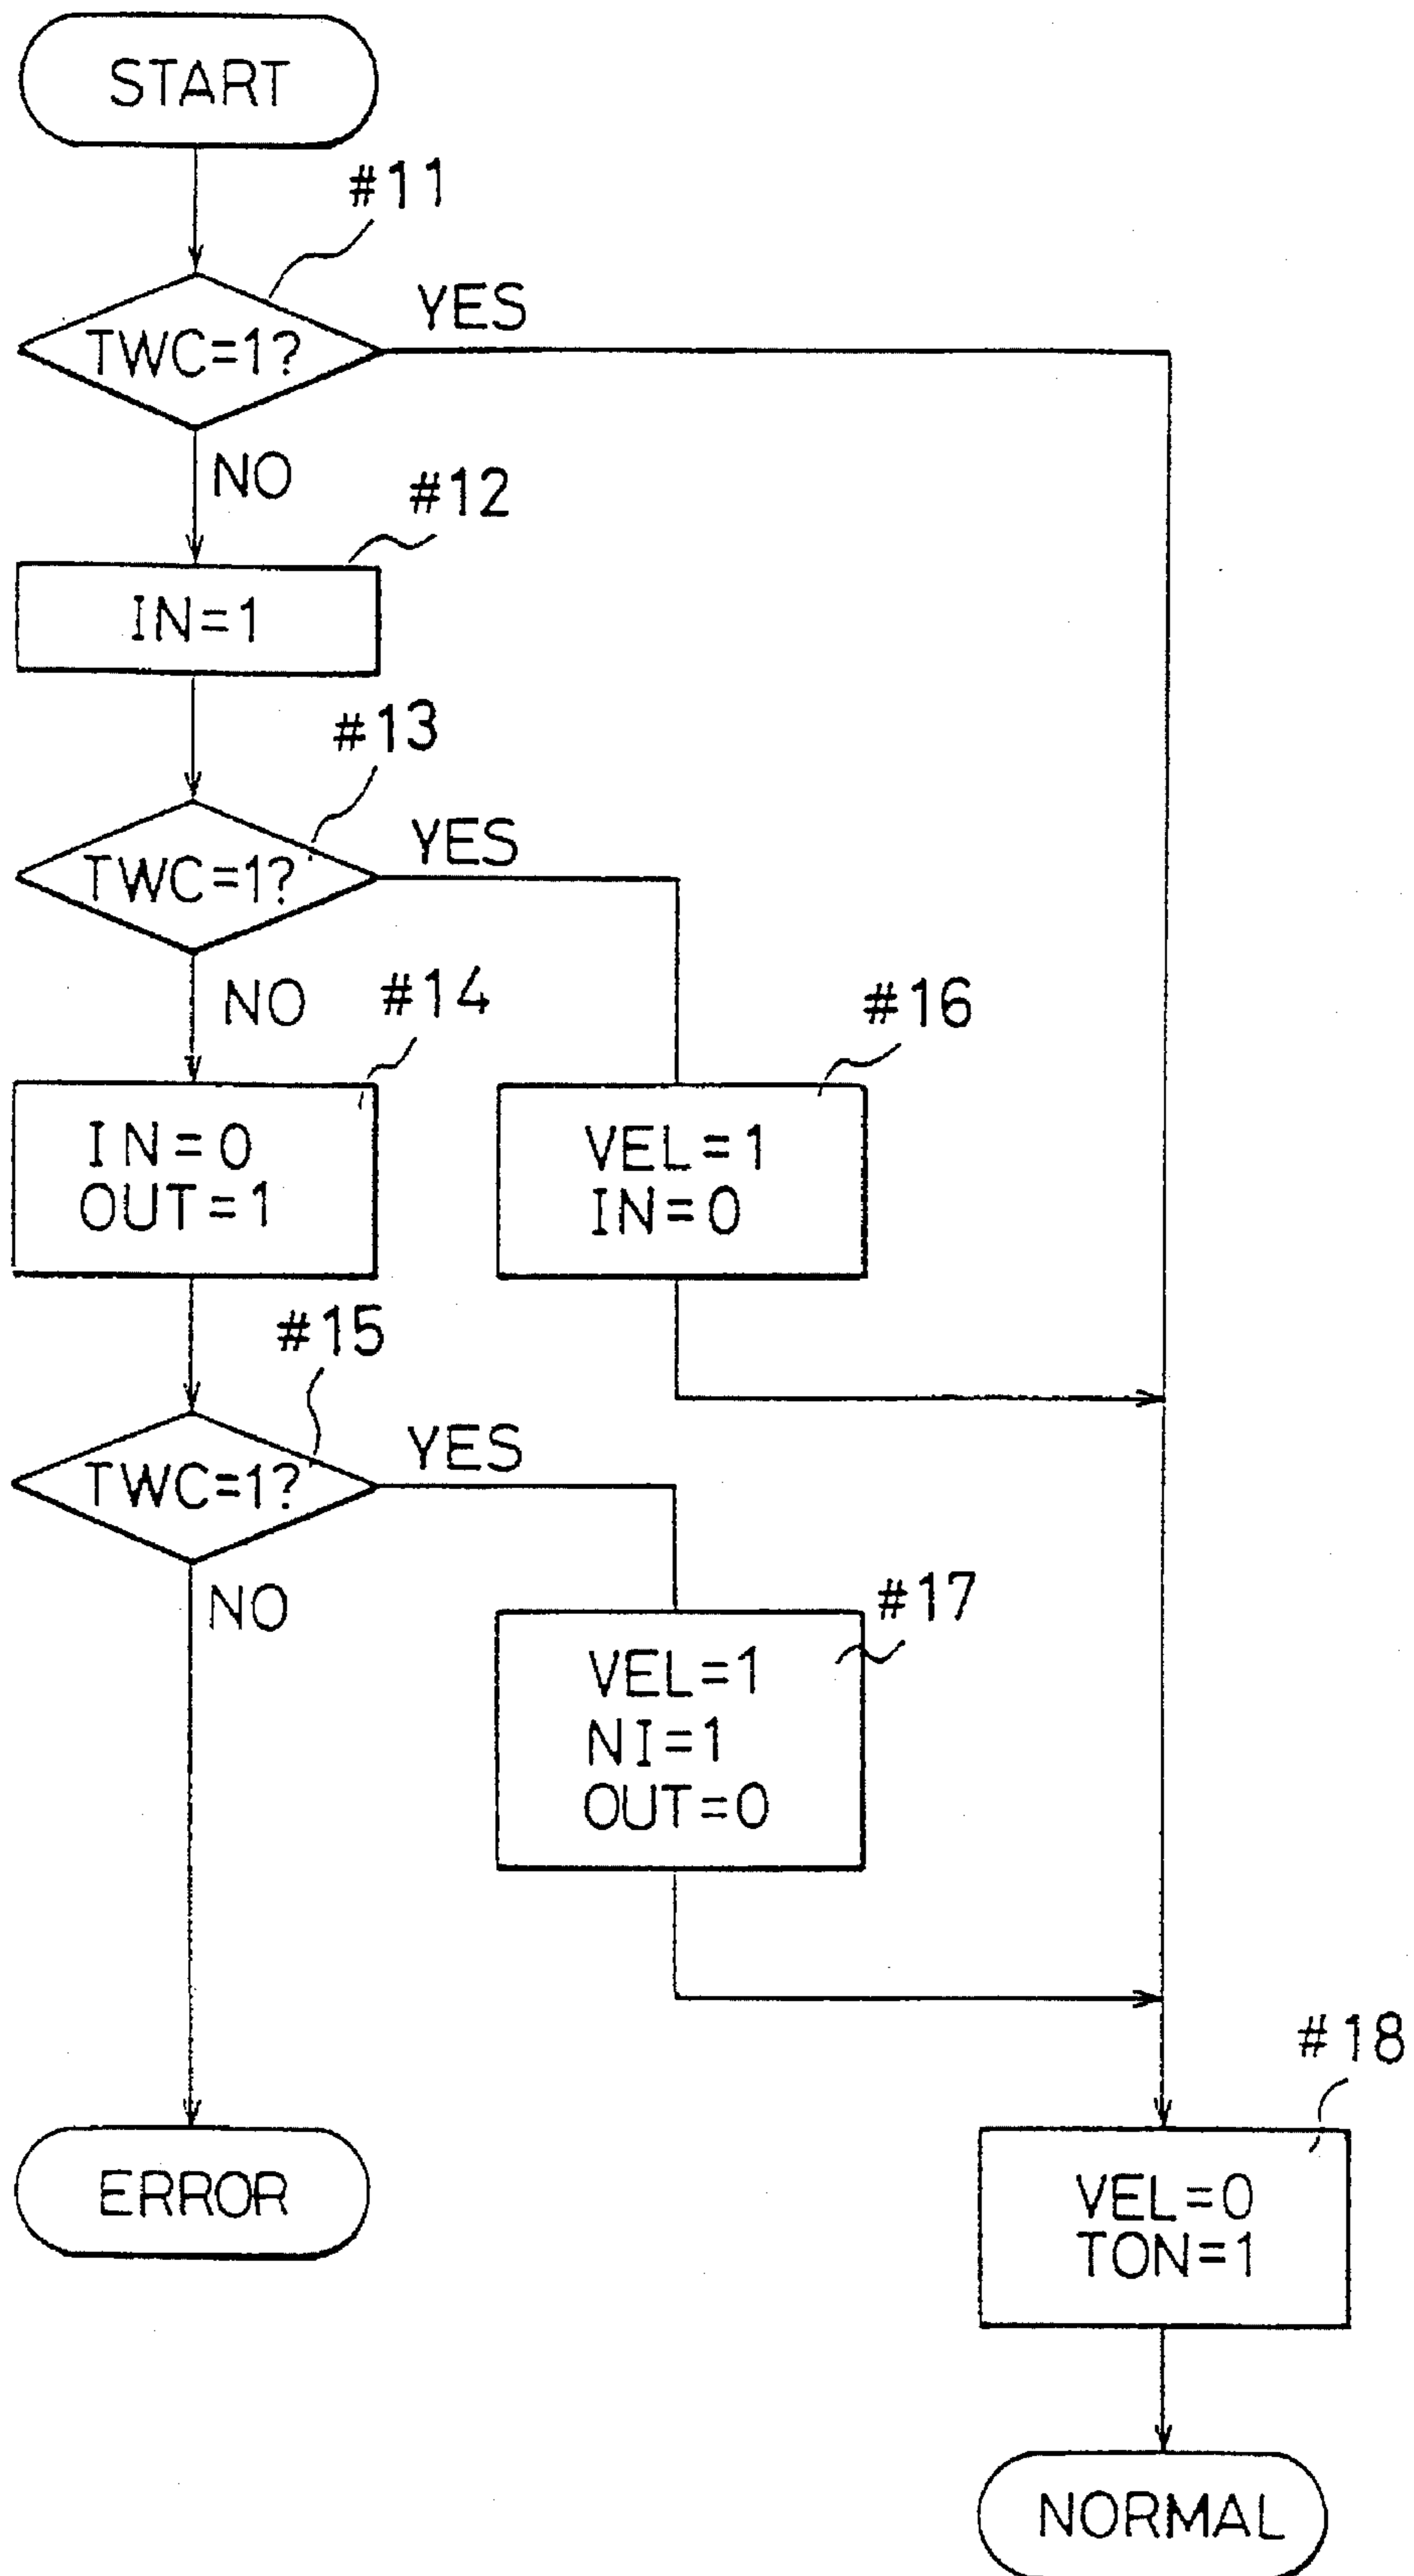 START
#11
TWC=1?
YES
NO
#12
IN=1
#13
TWC=1?
YES
NO
#14
IN=0
OUT=1
#16
VEL=1
IN=0
#15
TWC=1?
YES
NO
#17
VEL=1
NI=1
OUT=0
#18
VEL=0
TON=1
ERROR
NORMAL